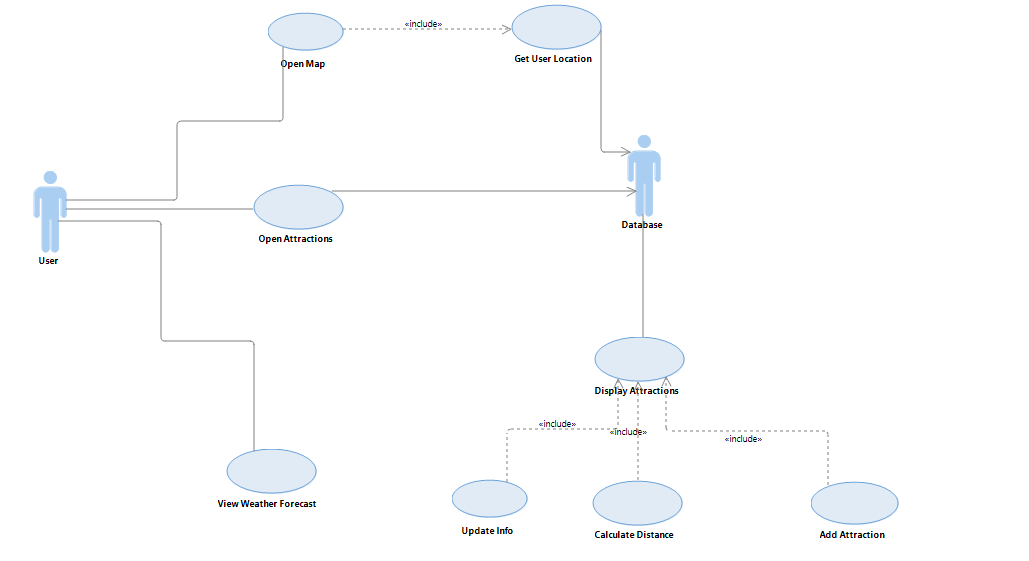 «include»
Open Map
Get User Location
Database
Open Attractions
User
Display Attractions
«include»
«include»
«include»
View Weather Forecast
Update Info
Calculate Distance
Add Attraction